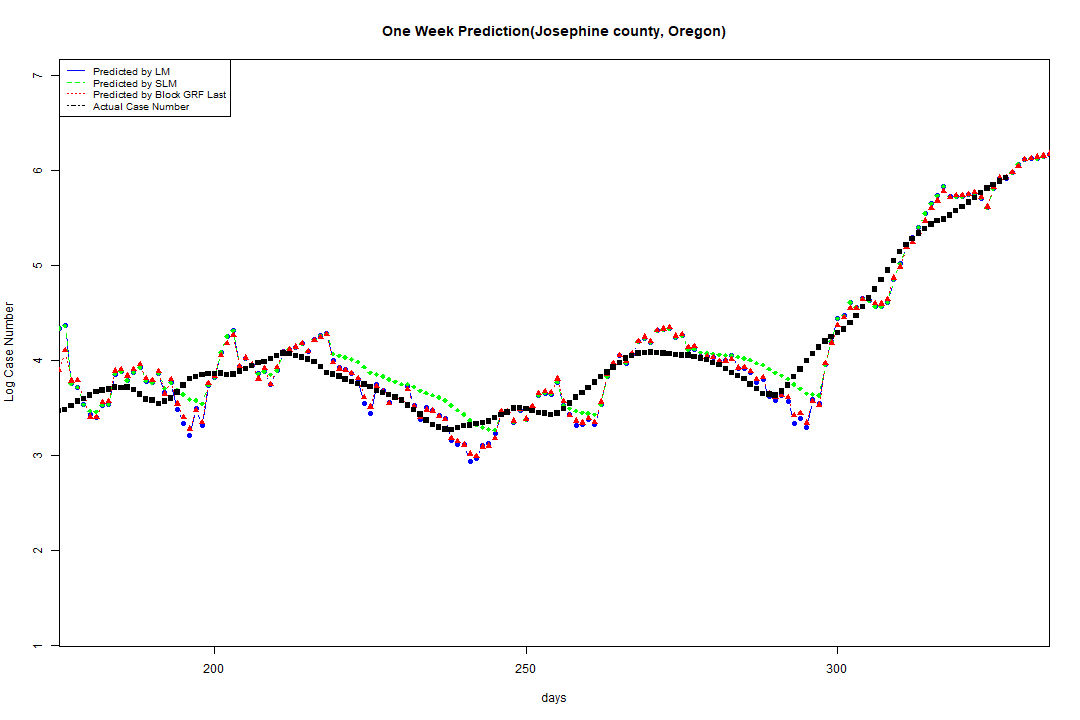 One Week Prediction(Josephine county, Oregon)
Predicted by LM
Predicted by SLM
Predicted by Block GRF Last
Actual Case Number
7
6
5
4
3
2
1
Log Case Number
200
250
300
days